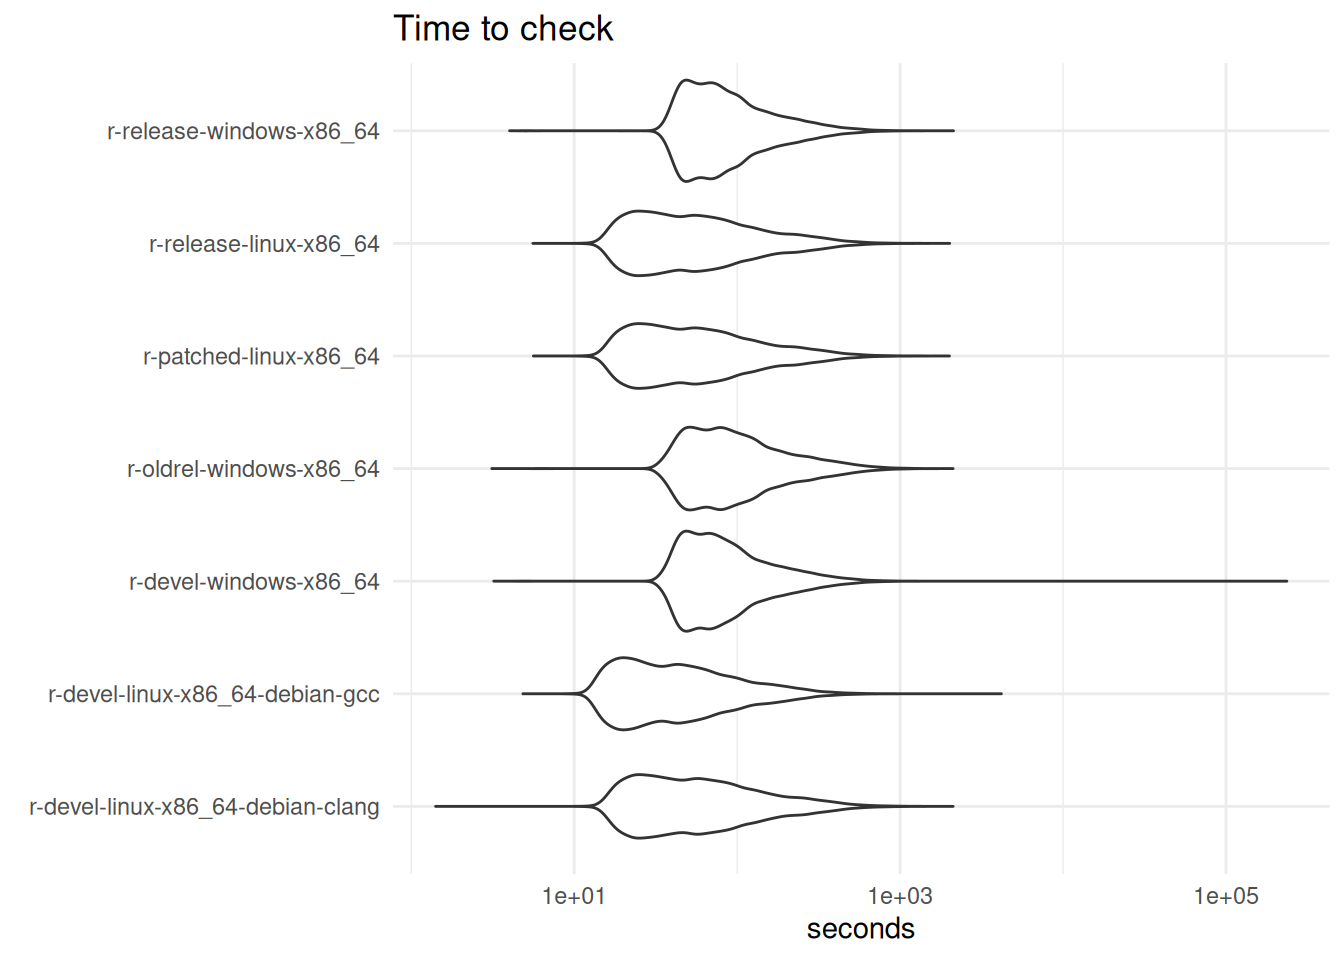 Time to check
r-release-windows-x86_64
r-release-linux-x86_64
r-patched-linux-x86_64
r-oldrel-windows-x86_64
r-devel-windows-x86_64
r-devel-linux-x86_64-debian-gcc
r-devel-linux-x86_64-debian-clang
1e+01 1e+03 1e+05
seconds